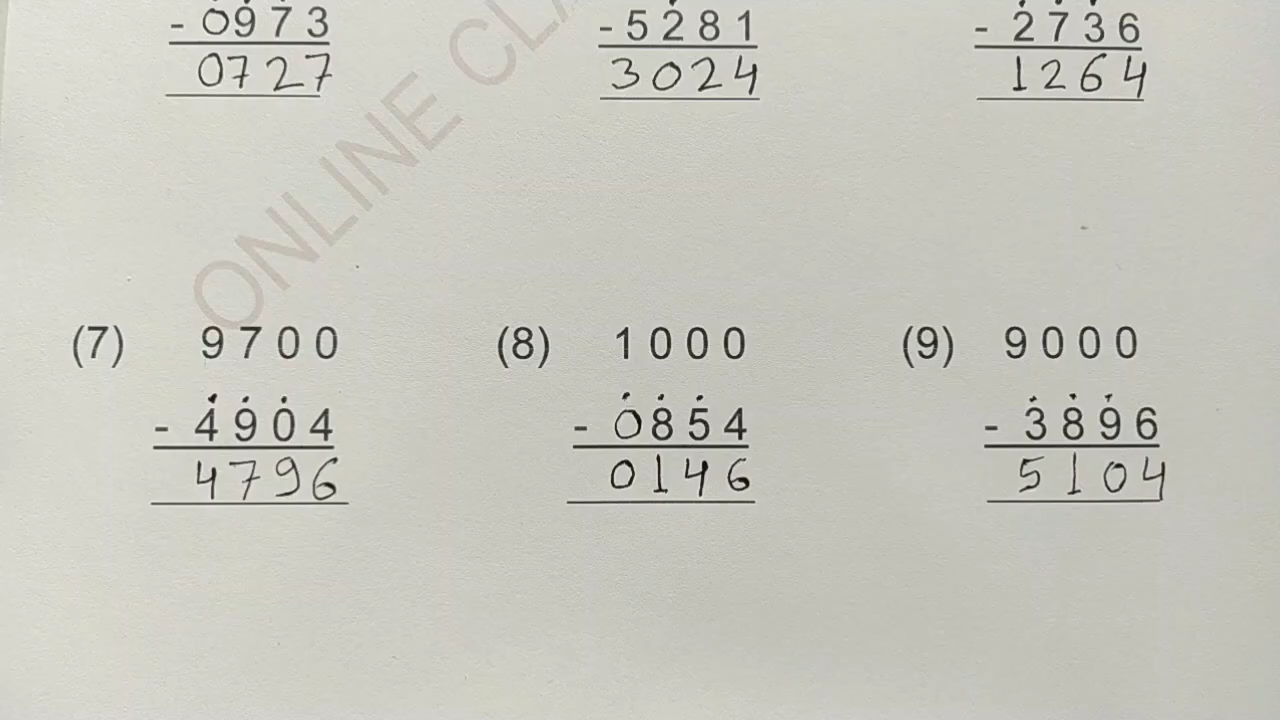 - 0973 - 5281 - 2736
0727 3024 1264
ONLINE CLA
(7) 9700 (8) 1000 (9) 9000
- 4904 - 0854 - 3896
4796 0146 5104